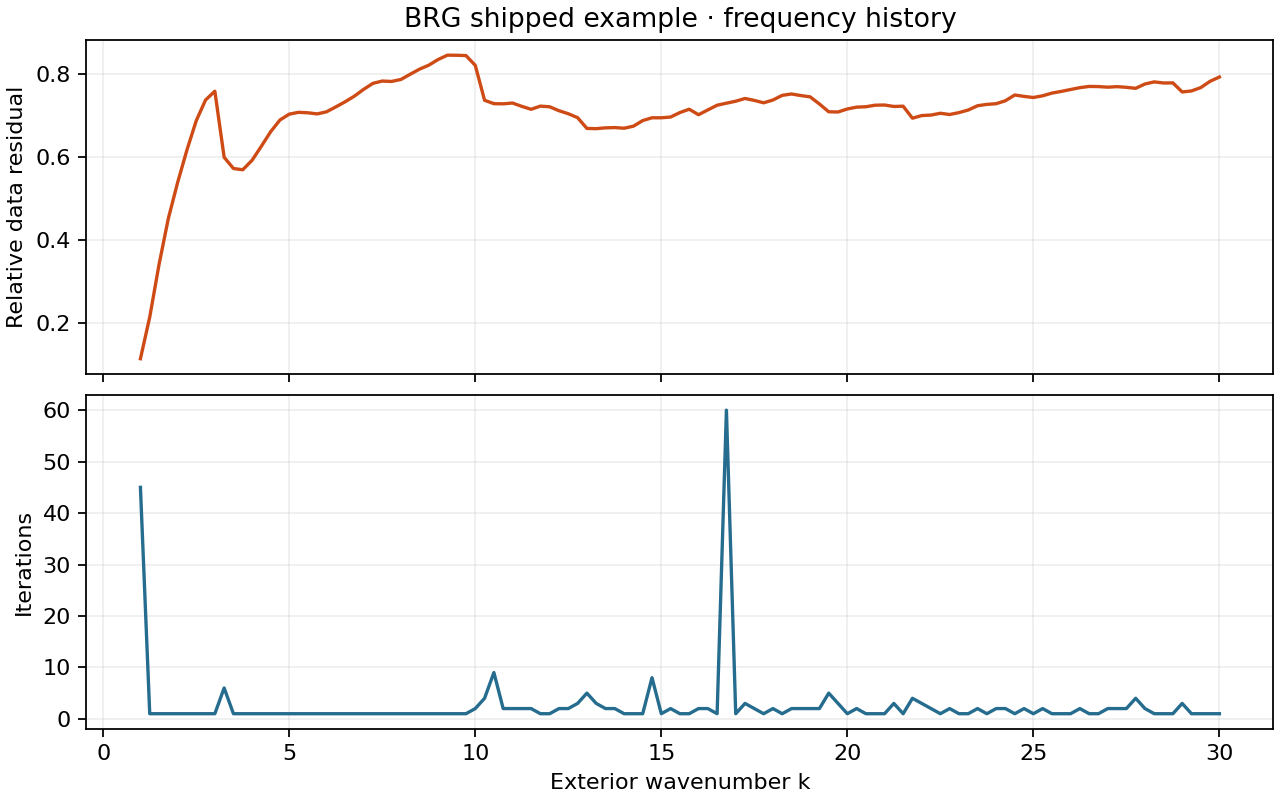 BRG shipped example · frequency history
Relative data residual
0.8
0.6
0.4
0.2
Iterations
60
50
40
30
20
10
0
0 5 10 15 20 25 30
Exterior wavenumber k